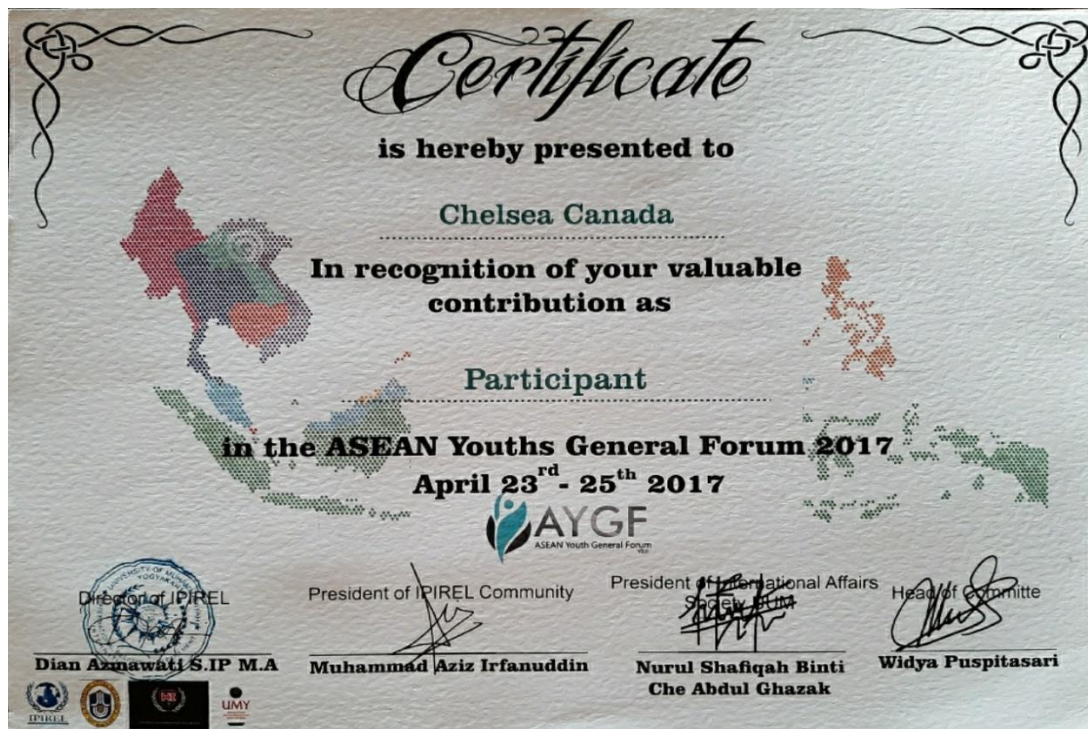 Certificate
is hereby presented to
Chelsea Canada
In recognition of your valuable
contribution as
Participant
in the ASEAN Youths General Forum 2017
April 23rd - 25th 2017
AYGF
ASEAN Youth General Forum
Director of IPIREL
President of IPIREL Community
President of International Affairs
Society
Head of Committe
Dian Azmawati S.IP M.A
Muhammad Aziz Irfanuddin
Nurul Shafiqah Binti
Che Abdul Ghazak
Widya Puspitasari
IPIREL
UMY